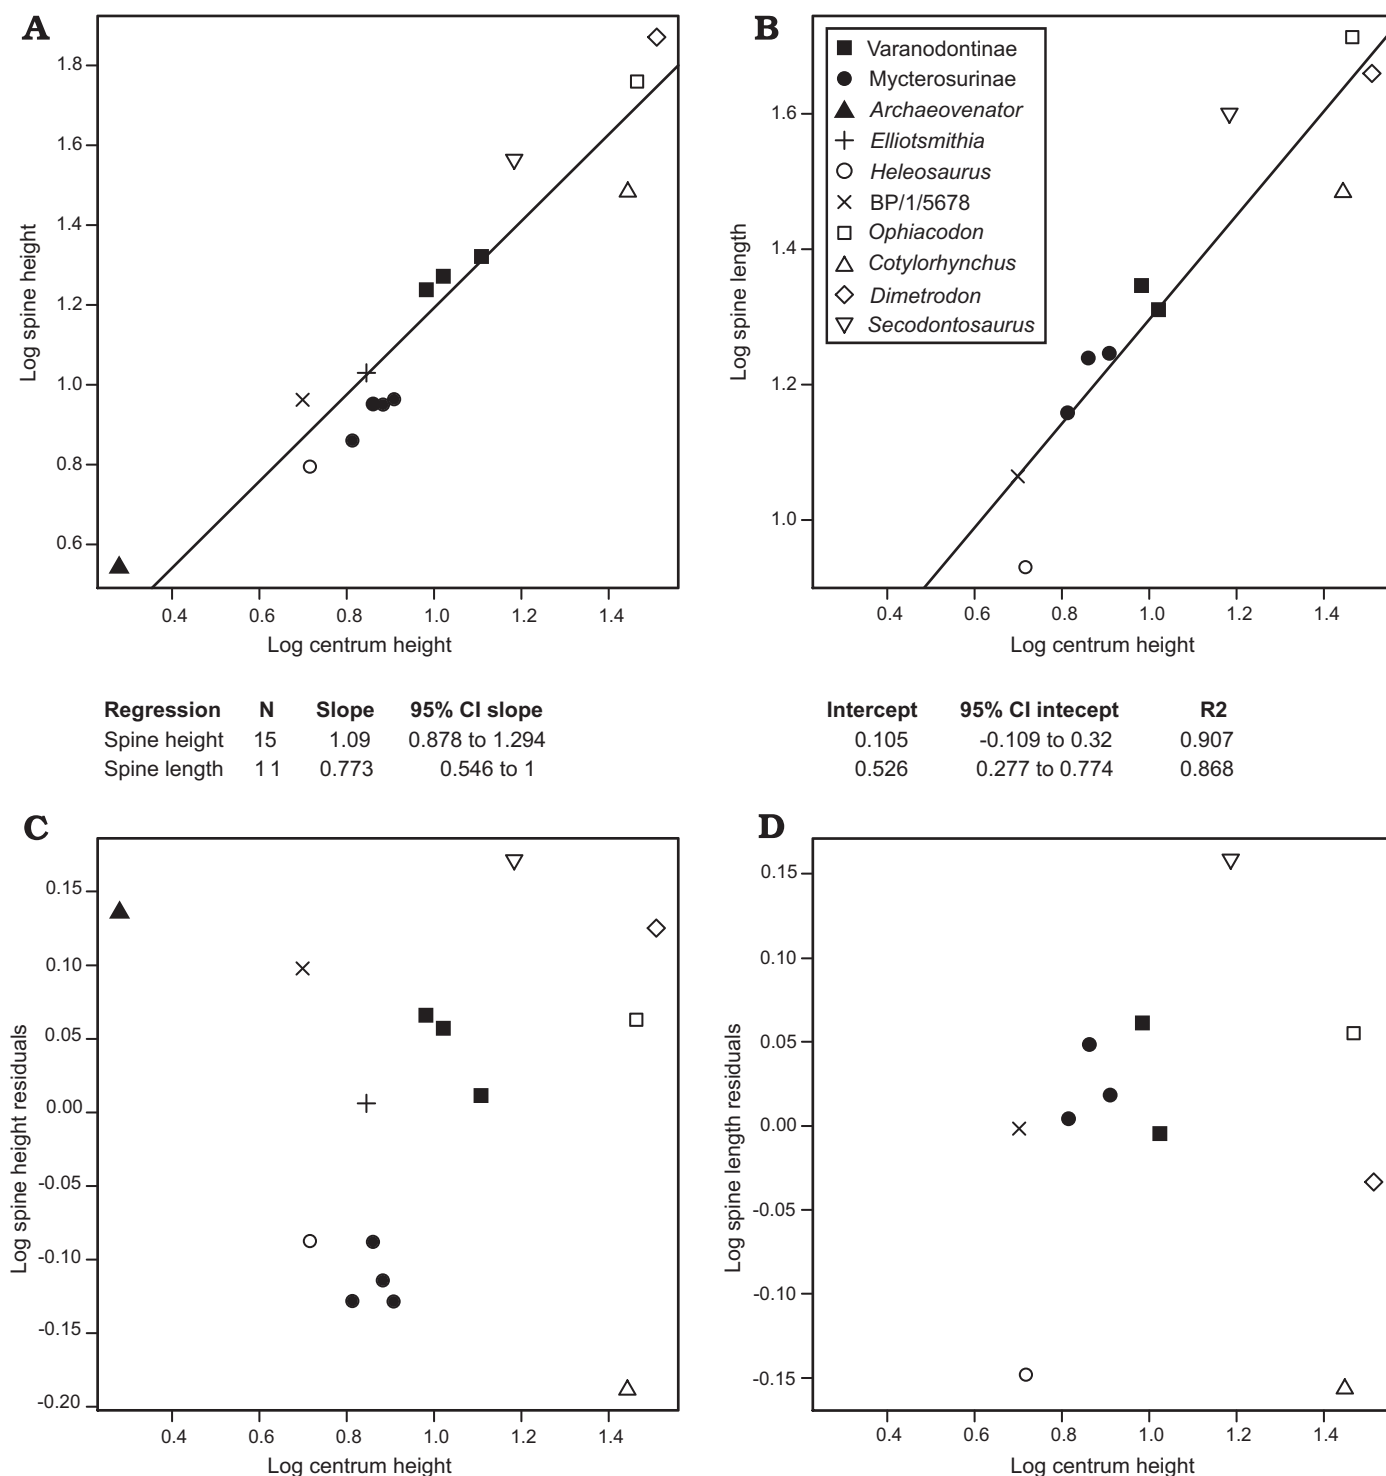 A
1.8
1.6
1.4
1.2
1.0
0.8
0.6
Log spine height
0.4 0.6 0.8 1.0 1.2 1.4
Log centrum height
B
Varanodontinae
Mycterosurinae
Archaeovenator
Elliotsmithia
Heleosaurus
BP/1/5678
Ophiacodon
Cotylorhynchus
Dimetrodon
Secodontosaurus
1.6
1.4
1.2
1.0
Log spine length
0.4 0.6 0.8 1.0 1.2 1.4
Log centrum height
Regression N Slope 95% CI slope Intercept 95% CI intecept R2
Spine height 15 1.09 0.878 to 1.294 0.105 -0.109 to 0.32 0.907
Spine length 11 0.773 0.546 to 1 0.526 0.277 to 0.774 0.868
C
0.15
0.10
0.05
0.00
-0.05
-0.10
-0.15
-0.20
Log spine height residuals
0.4 0.6 0.8 1.0 1.2 1.4
Log centrum height
D
0.15
0.10
0.05
0.00
-0.05
-0.10
-0.15
Log spine length residuals
0.4 0.6 0.8 1.0 1.2 1.4
Log centrum height